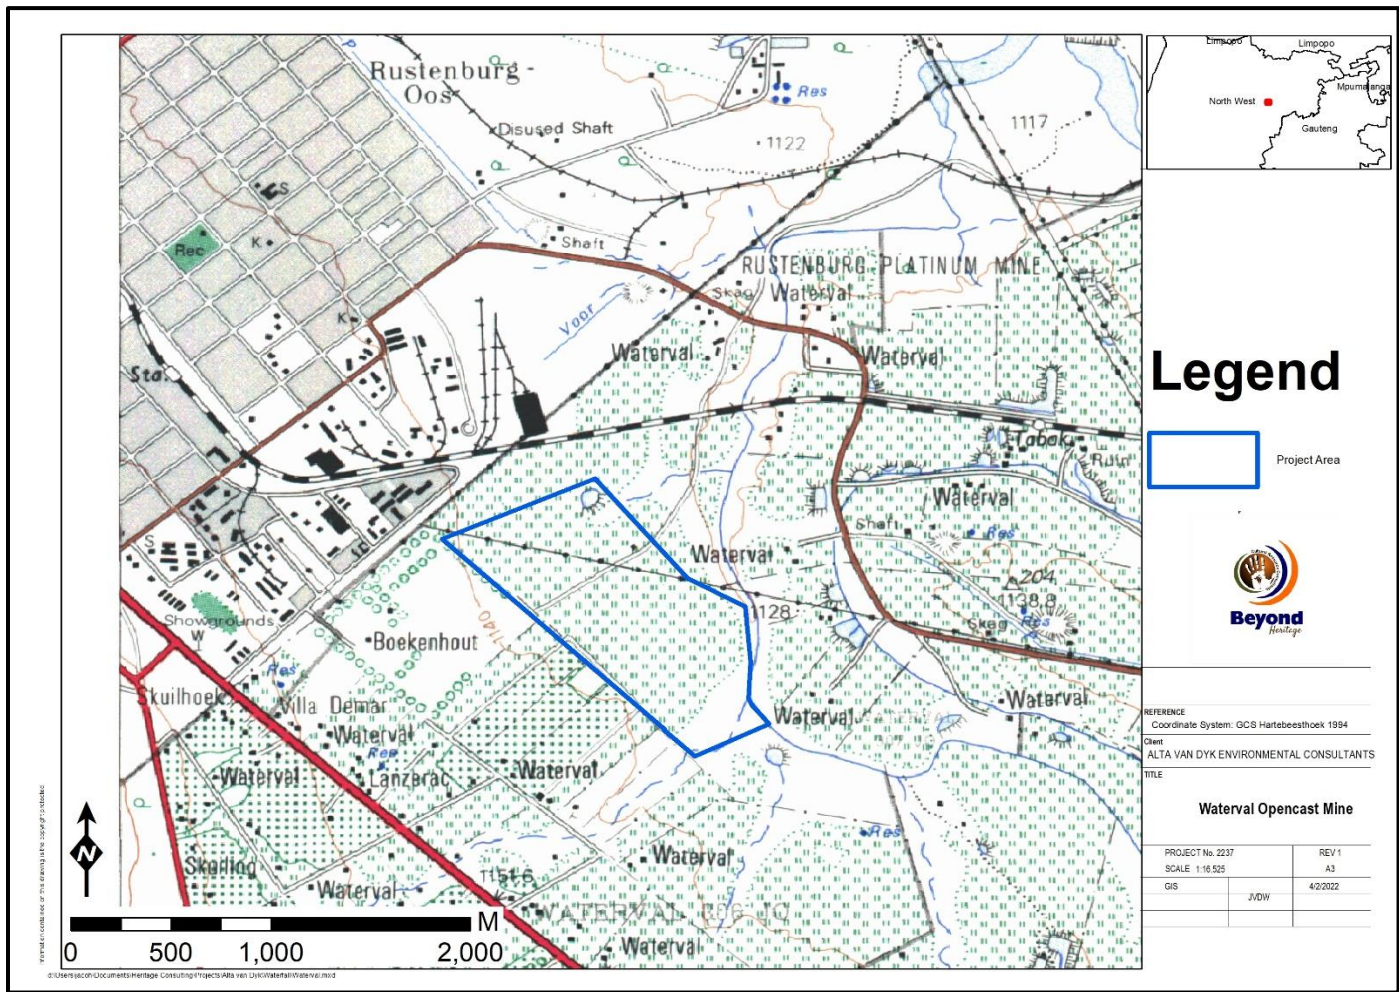 Rustenburg-
Oos
P
Res
Disused Shaft
1122
1117
S
Rec
K
Shaft
RUSTENBURG PLATINUM MINE
Skag
Waterval
Voor
K
Waterval
Waterval
Sta.
Tabak
Ruin
Waterval
Shaft
Res
Waterval
204
1138.8
1128
S
Showgrounds
W
Boekenhout
1140
Skag
Res
Res
Skuilhoek
Villa Demar
Waterval
Waterval
Waterval
Res
Waterval
Lanzerac
Waterval
Res
Skuiling
Waterval
Waterval
1151.6
WATERVAL 306 JQ
Waterval
0 500 1,000 2,000 M
N
Limpopo
Limpopo
North West
Mpumalanga
Gauteng
Legend
Project Area
Beyond
Heritage
REFERENCE
Coordinate System: GCS Hartebeesthoek 1994
Client
ALTA VAN DYK ENVIRONMENTAL CONSULTANTS
TITLE
Waterval Opencast Mine
PROJECT No. 2237 REV 1
SCALE 1:16,525 A3
GIS JVDW 4/2/2022